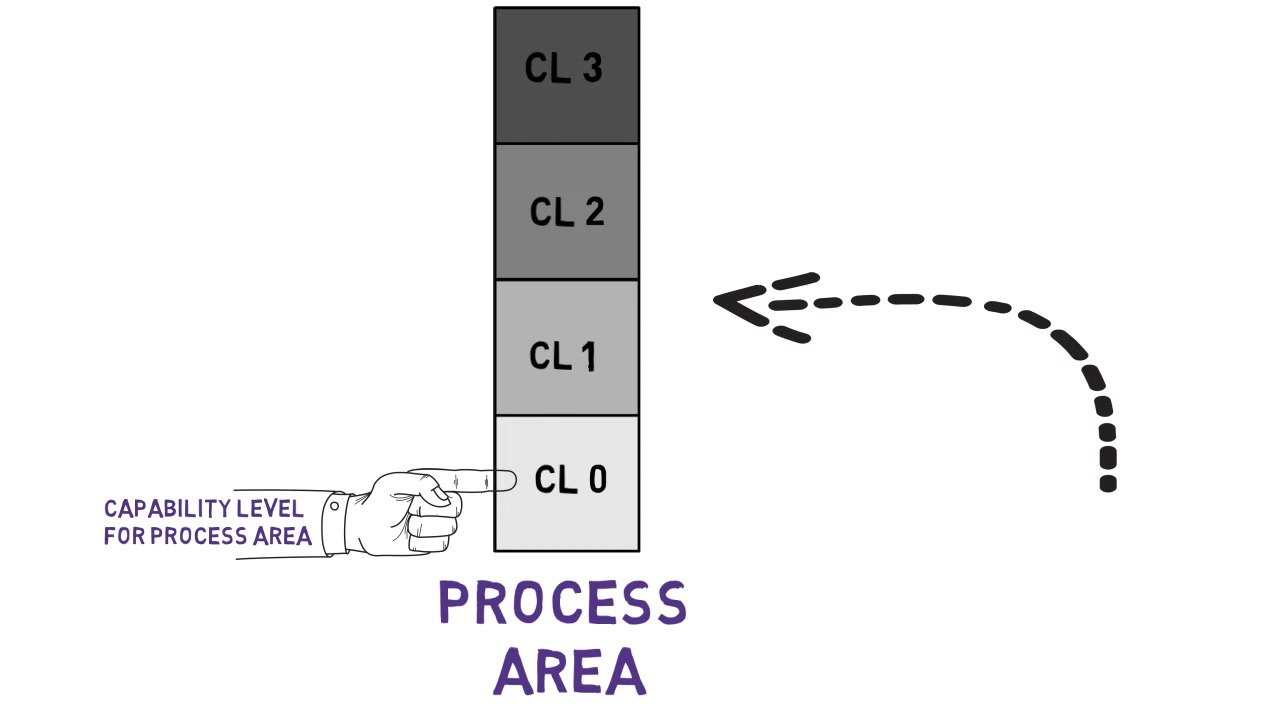 CL 3
CL 2
CL 1
CL 0
CAPABILITY LEVEL
FOR PROCESS AREA
PROCESS
AREA